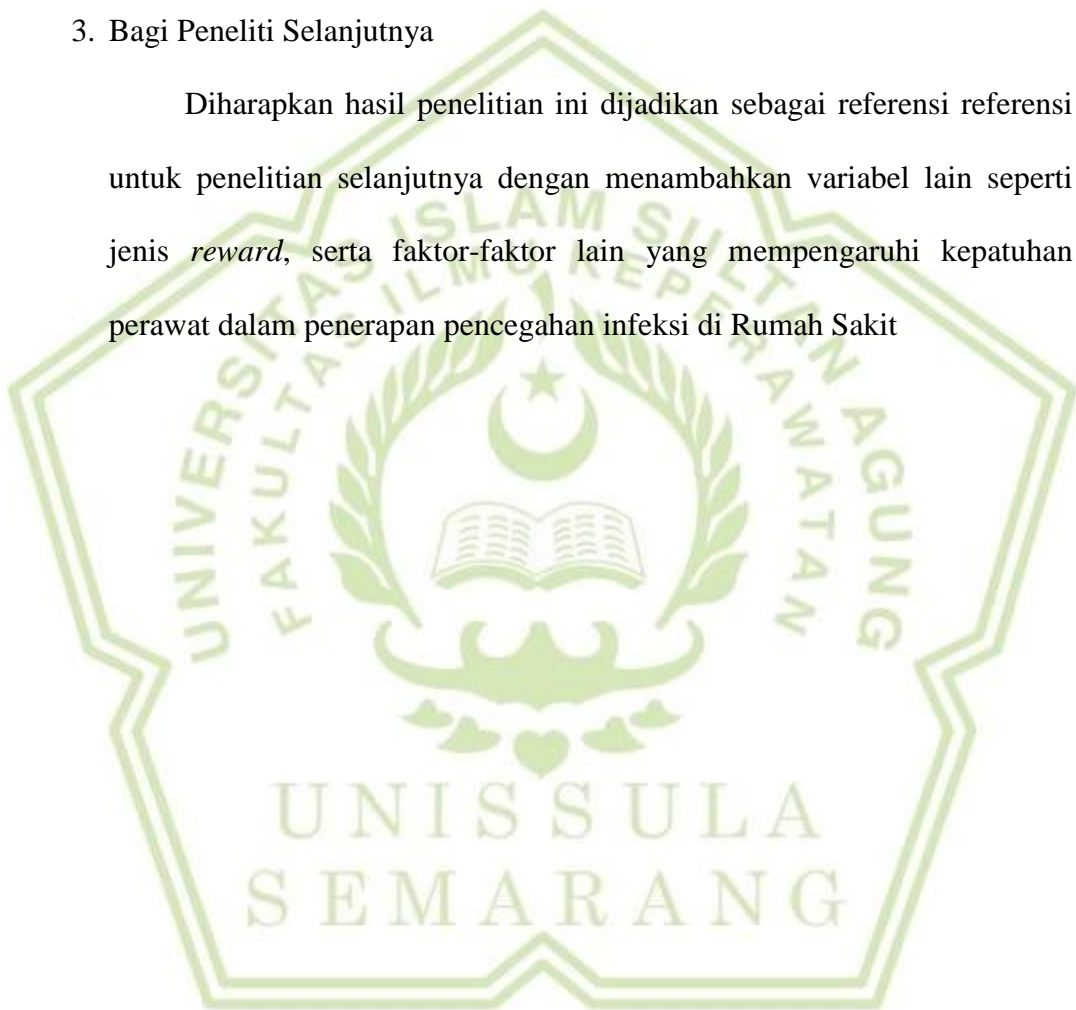 3. Bagi Peneliti Selanjutnya
Diharapkan hasil penelitian ini dijadikan sebagai referensi referensi
untuk penelitian selanjutnya dengan menambahkan variabel lain seperti
jenis reward, serta faktor-faktor lain yang mempengaruhi kepatuhan
perawat dalam penerapan pencegahan infeksi di Rumah Sakit
UNIVERSITAS ISLAM SULTAN AGUNG
FAKULTAS ILMU KEPERAWATAN
UNISSULA
SEMARANG